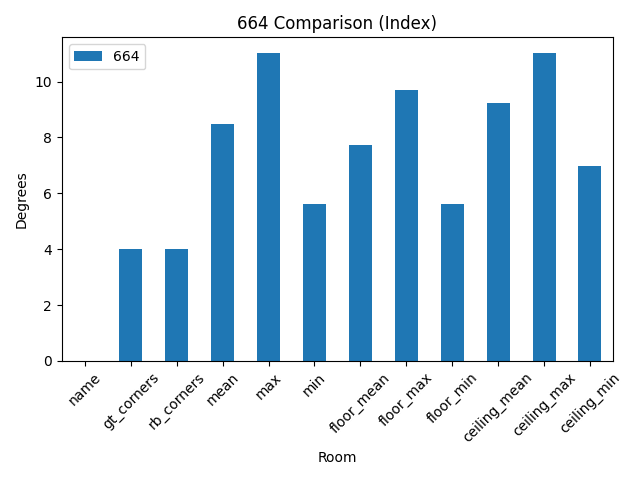 664 Comparison (Index)
664
Degrees
10
8
6
4
2
0
name
gt_corners
rb_corners
mean
max
min
floor_mean
floor_max
floor_min
ceiling_mean
ceiling_max
ceiling_min
Room